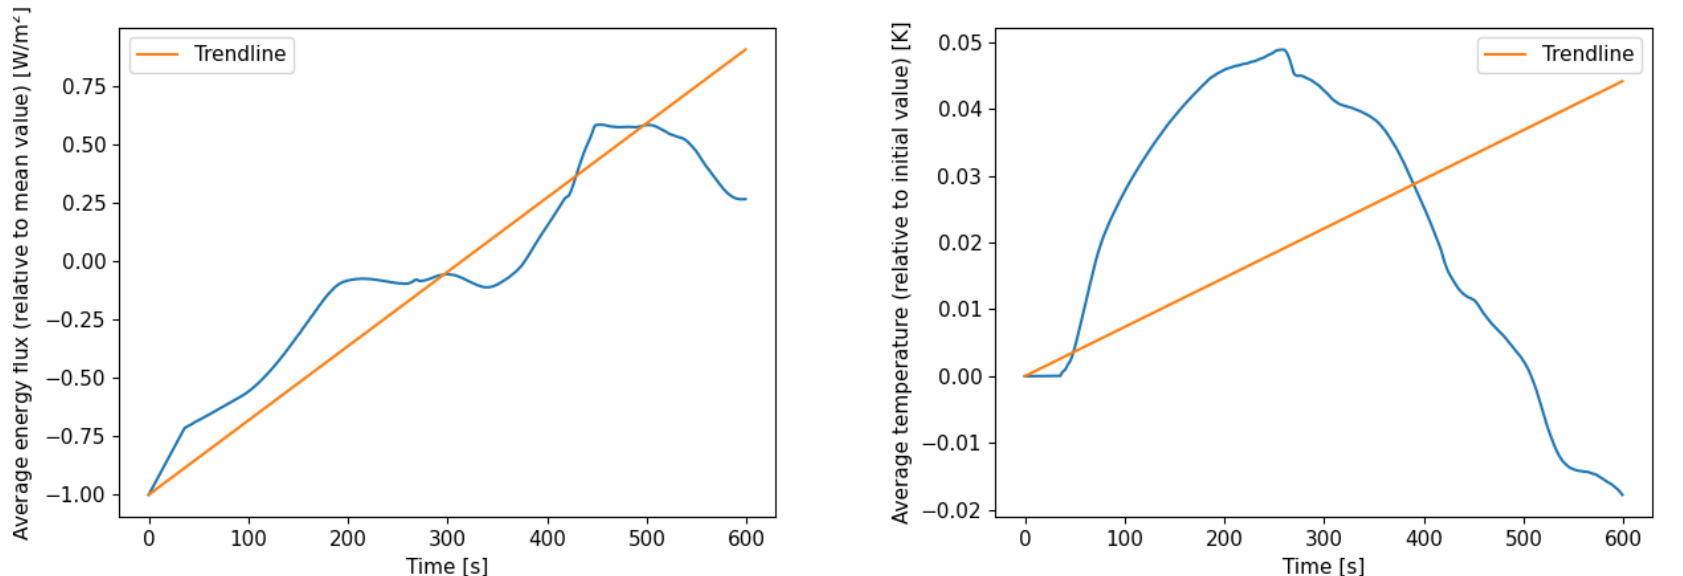 Average energy flux (relative to mean value) [W/m²]
Trendline
0.75
0.50
0.25
0.00
−0.25
−0.50
−0.75
−1.00
0 100 200 300 400 500 600
Time [s]
Average temperature (relative to initial value) [K]
Trendline
0.05
0.04
0.03
0.02
0.01
0.00
−0.01
−0.02
0 100 200 300 400 500 600
Time [s]